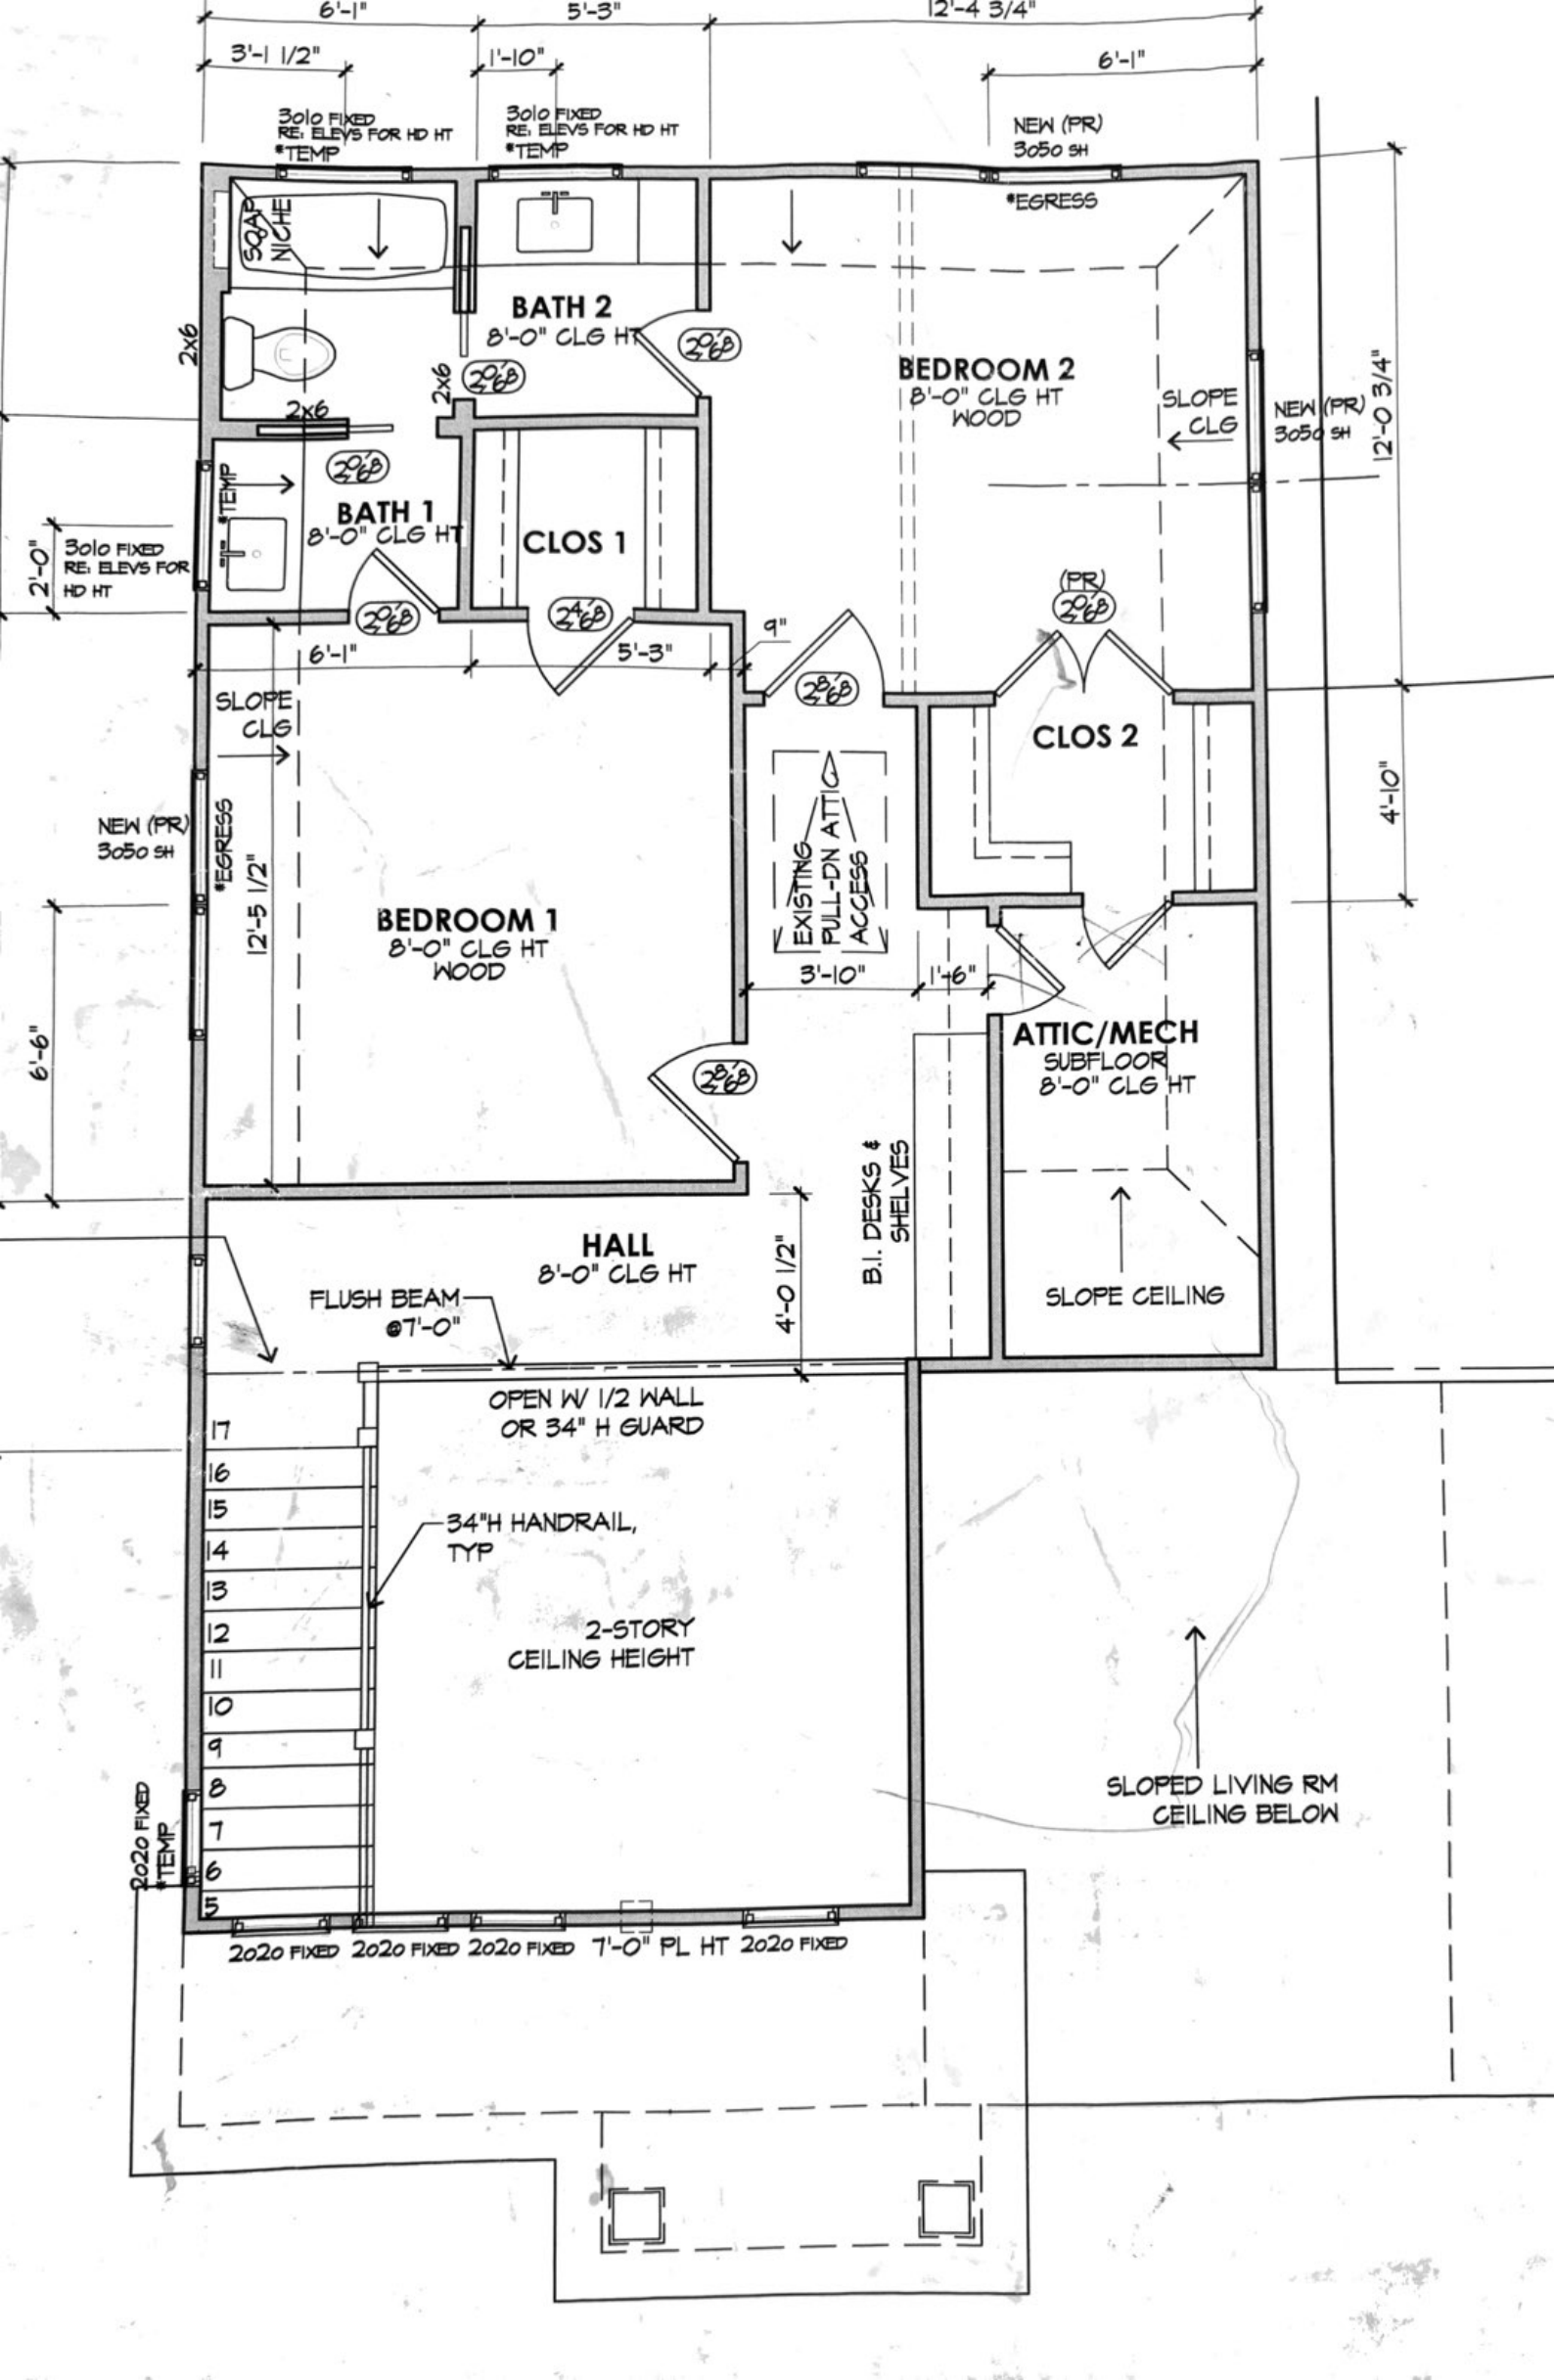 6'-1"
5'-3"
12'-4 3/4"
3'-1 1/2"
1'-10"
6'-1"
3010 FIXED
RE: ELEVS FOR HD HT
*TEMP
3010 FIXED
RE: ELEVS FOR HD HT
*TEMP
NEW (PR)
3050 SH
*EGRESS
SOAP
NICHE
BATH 2
8'-0" CLG HT
2068
2068
2x6
2x6
2x6
BEDROOM 2
8'-0" CLG HT
WOOD
SLOPE
CLG
NEW (PR)
3050 SH
12'-0 3/4"
2068
*TEMP
BATH 1
8'-0" CLG HT
CLOS 1
2'-0"
3010 FIXED
RE: ELEVS FOR
HD HT
2068
2468
(PR)
2068
6'-1"
5'-3"
9"
2868
SLOPE
CLG
CLOS 2
4'-10"
NEW (PR)
3050 SH
*EGRESS
12'-5 1/2"
EXISTING
PULL-DN ATTIC
ACCESS
BEDROOM 1
8'-0" CLG HT
WOOD
3'-10"
1'-6"
6'-6"
2868
ATTIC/MECH
SUBFLOOR
8'-0" CLG HT
B.I. DESKS &
SHELVES
HALL
8'-0" CLG HT
4'-0 1/2"
FLUSH BEAM
@7'-0"
SLOPE CEILING
OPEN W/ 1/2 WALL
OR 34" H GUARD
17
16
15
14
13
12
11
10
9
8
7
6
5
34"H HANDRAIL,
TYP
2-STORY
CEILING HEIGHT
SLOPED LIVING RM
CEILING BELOW
2020 FIXED
*TEMP
2020 FIXED
2020 FIXED
2020 FIXED
7'-0" PL HT
2020 FIXED